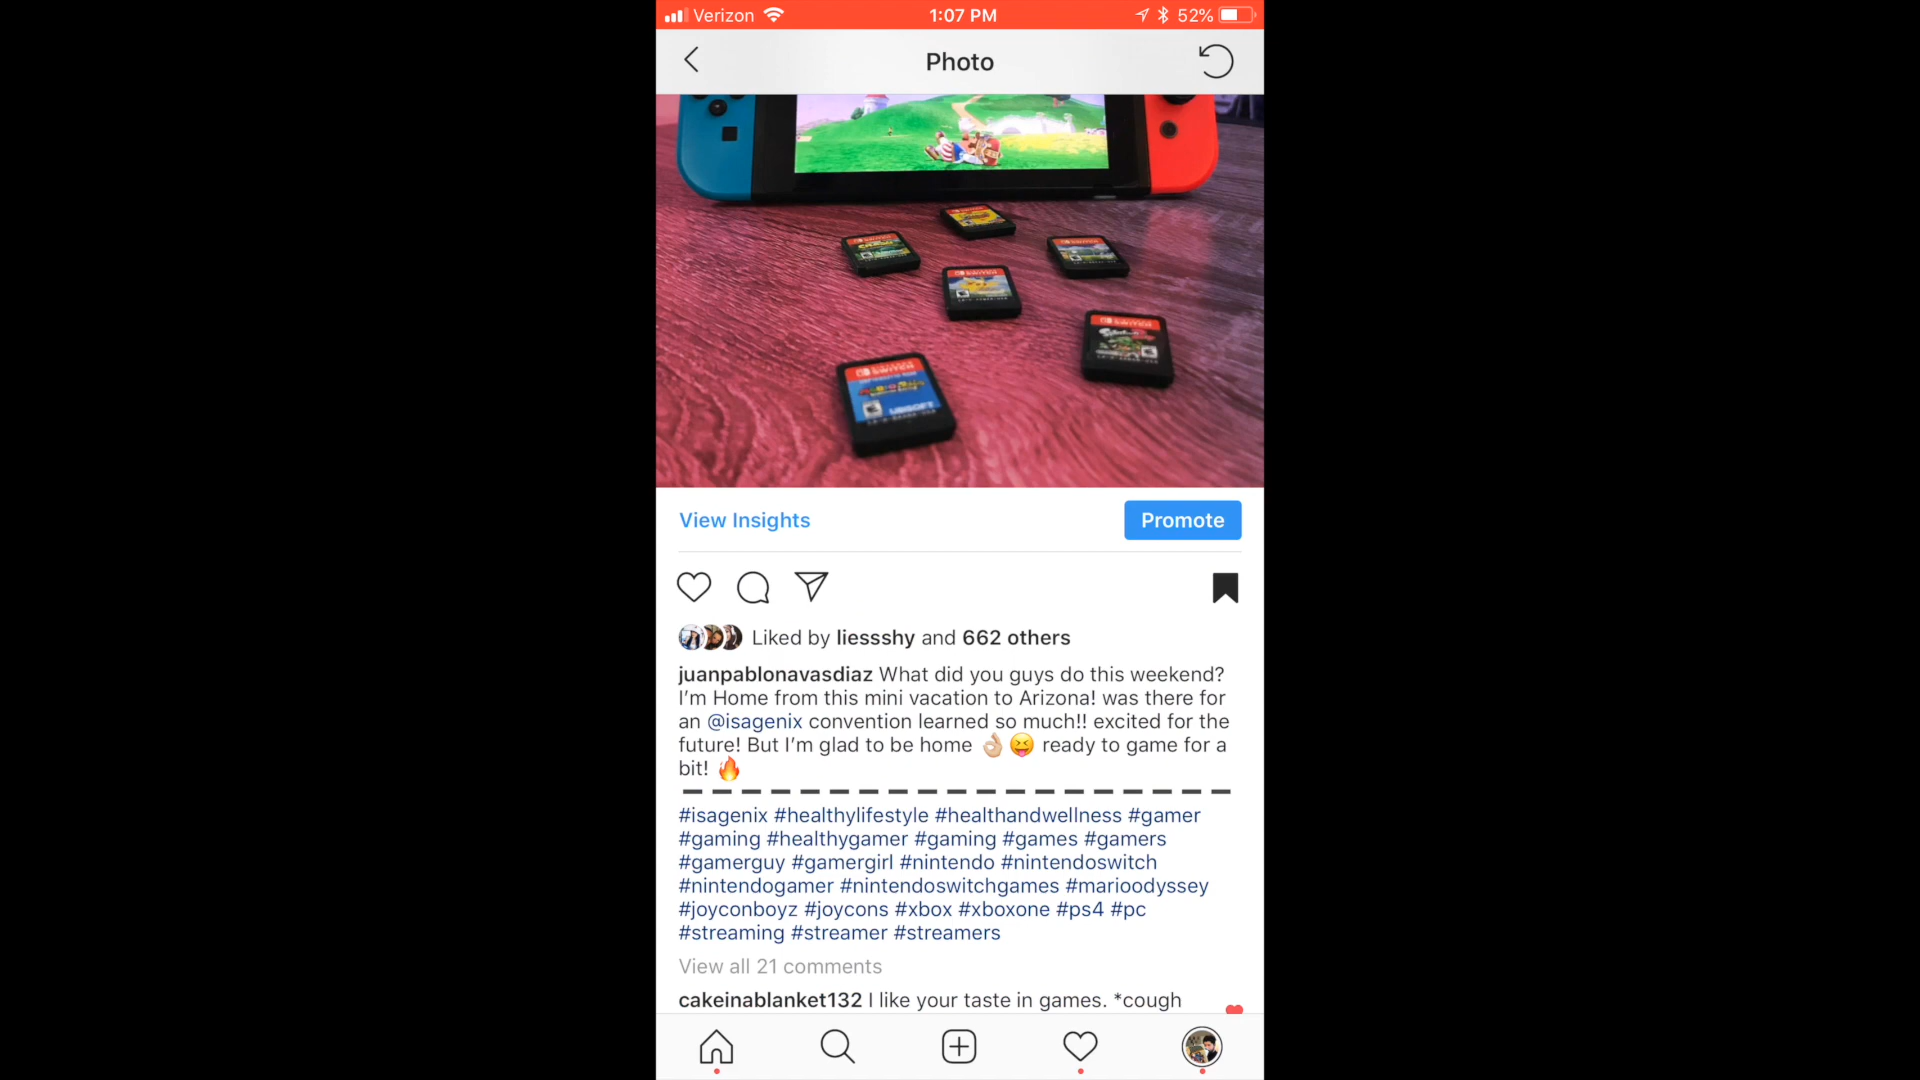 Verizon 1:07 PM 52%
Photo
SWITCH
UBISOFT
View Insights Promote
Liked by liessshy and 662 others
juanpablonavasdiaz What did you guys do this weekend?
I'm Home from this mini vacation to Arizona! was there for
an @isagenix convention learned so much!! excited for the
future! But I'm glad to be home 👌🏼😝 ready to game for a
bit! 🔥
#isagenix #healthylifestyle #healthandwellness #gamer
#gaming #healthygamer #gaming #games #gamers
#gamerguy #gamergirl #nintendo #nintendoswitch
#nintendogamer #nintendoswitchgames #marioodyssey
#joyconboyz #joycons #xbox #xboxone #ps4 #pc
#streaming #streamer #streamers
View all 21 comments
cakeinablanket132 I like your taste in games. *cough